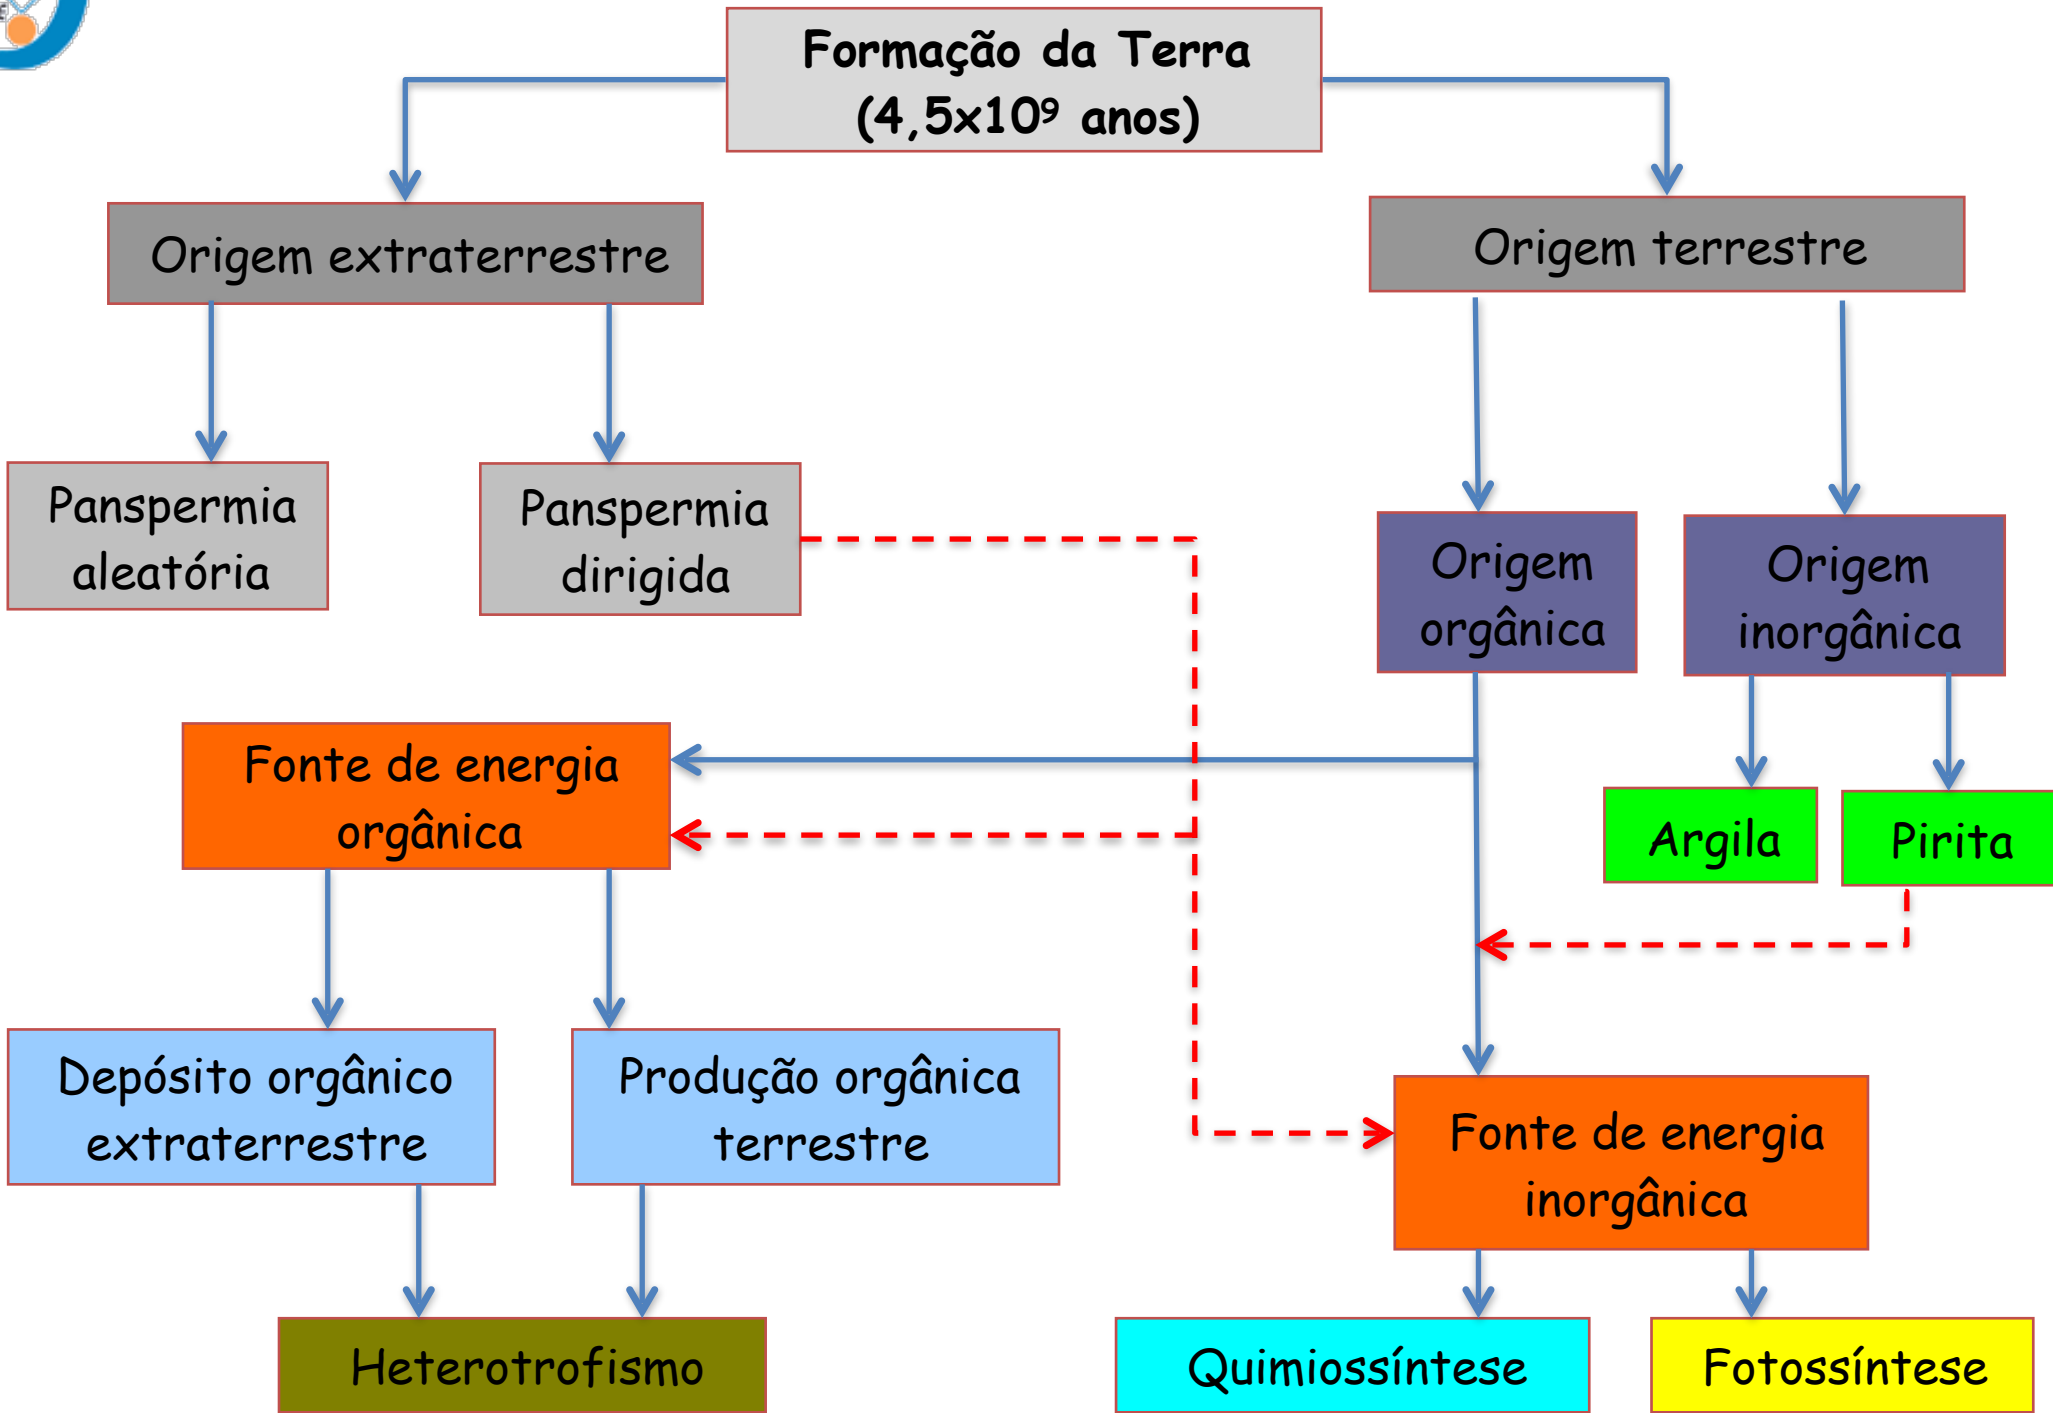 Formação da Terra
(4,5x10⁹ anos)
Origem extraterrestre
Origem terrestre
Panspermia
aleatória
Panspermia
dirigida
Origem
orgânica
Origem
inorgânica
Fonte de energia
orgânica
Argila
Pirita
Depósito orgânico
extraterrestre
Produção orgânica
terrestre
Fonte de energia
inorgânica
Heterotrofismo
Quimiossíntese
Fotossíntese